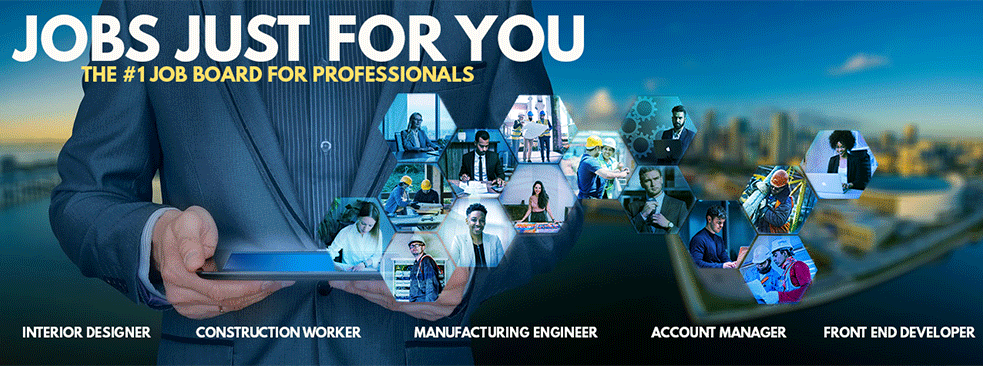 JOBS JUST FOR YOU
THE #1 JOB BOARD FOR PROFESSIONALS
INTERIOR DESIGNER CONSTRUCTION WORKER MANUFACTURING ENGINEER ACCOUNT MANAGER FRONT END DEVELOPER